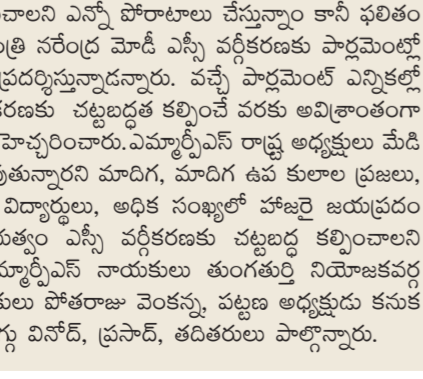 చాలని ఎన్నో పోరాటాలు చేస్తున్నాం కానీ ఫలితం
నరేంద్ర మోడీ ఎస్సీ వర్గీకరణకు పార్లమెంట్లో
ప్రదర్శిస్తున్నాడన్నారు. వచ్చే పార్లమెంట్ ఎన్నికల్లో
కరణకు చట్టబద్ధత కల్పించే వరకు అవిశ్రాంతంగా
హెచ్చరించారు. ఎమ్మార్పీఎస్ రాష్ట్ర అధ్యక్షులు మేడి
వుతున్నారని మాదిగ, మాదిగ ఉప కులాల ప్రజలు,
విద్యార్థులు, అధిక సంఖ్యలో హాజరై జయప్రదం
భుత్వం ఎస్సీ వర్గీకరణకు చట్టబద్ధ కల్పించాలని
మ్మార్పీఎస్ నాయకులు తుంగతుర్తి నియోజకవర్గ
కులు పోతరాజు వెంకన్న, పట్టణ అధ్యక్షుడు కనుక
గ్గు వినోద్, ప్రసాద్, తదితరులు పాల్గొన్నారు.